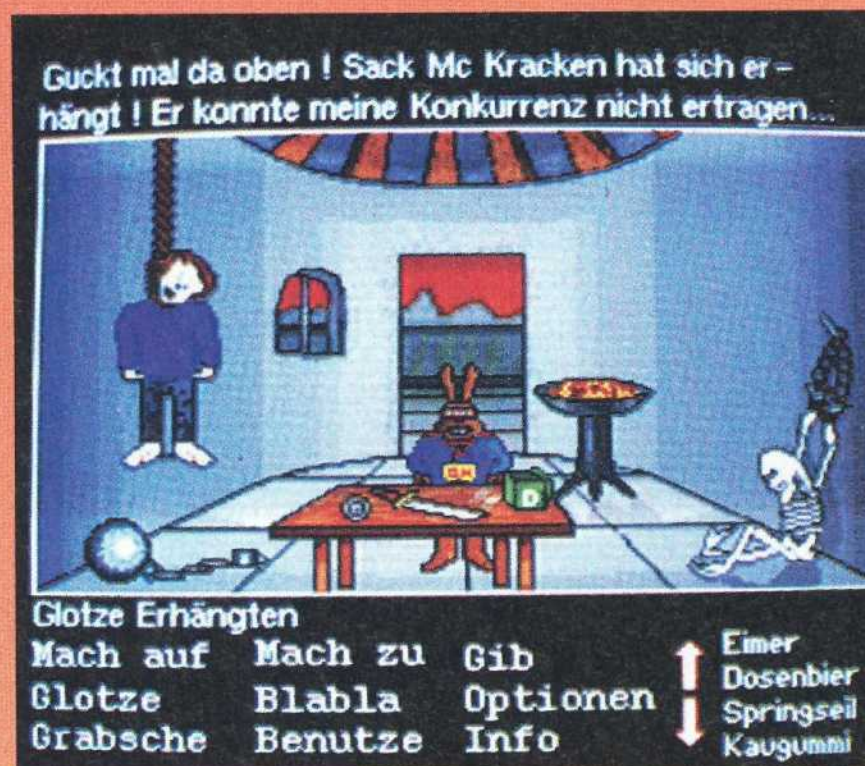 Guckt mal da oben ! Sack Mc Kracken hat sich er-
hängt ! Er konnte meine Konkurrenz nicht ertragen...
D
Glotze Erhängten
Mach auf Mach zu Gib
Glotze Blabla Optionen
Grabsche Benutze Info
Eimer
Dosenbier
Springseil
Kaugummi